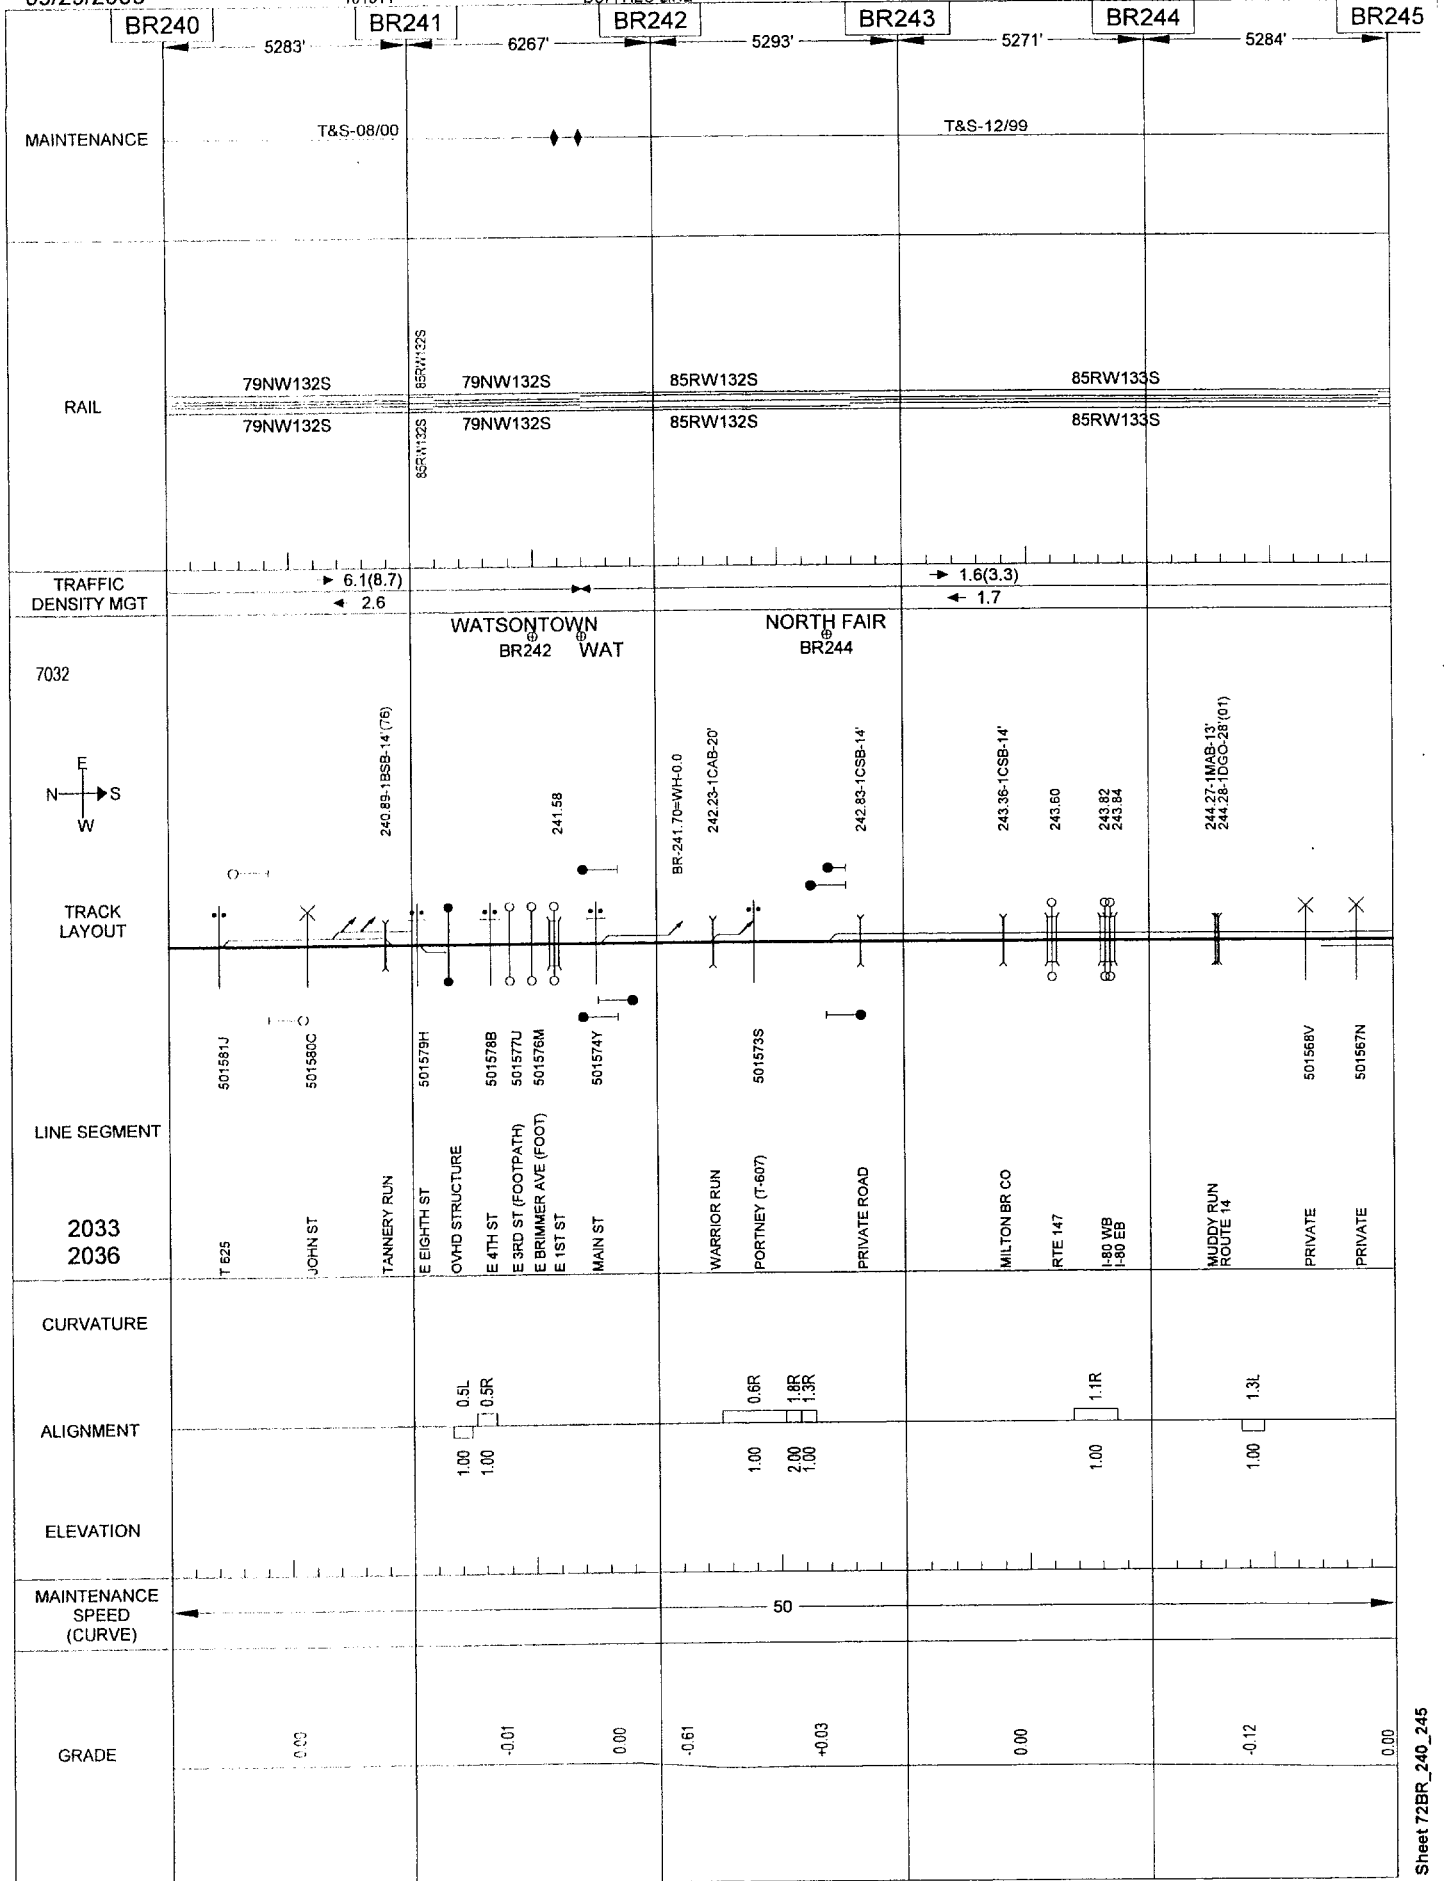 BR240
BR241
BR242
BR243
BR244
BR245
5283'
6267'
5293'
5271'
5284'
MAINTENANCE
T&S-08/00
T&S-12/99
RAIL
79NW132S
85RW132S
79NW132S
85RW132S
85RW133S
79NW132S
85RW132S
79NW132S
85RW132S
85RW133S
TRAFFIC
DENSITY MGT
6.1(8.7)
2.6
1.6(3.3)
1.7
WATSONTOWN
BR242
WAT
NORTH FAIR
BR244
7032
E
N
S
W
240.89-1BSB-14'(76)
241.58
BR-241.70=WH-0.0
242.23-1CAB-20'
242.83-1CSB-14'
243.36-1CSB-14'
243.60
243.82
243.84
244.27-1MAB-13'
244.28-1DGO-28'(01)
TRACK
LAYOUT
501581J
501580C
501579H
501578B
501577U
501576M
501574Y
501573S
501568V
501567N
LINE SEGMENT
2033
2036
T 625
JOHN ST
TANNERY RUN
E EIGHTH ST
OVHD STRUCTURE
E 4TH ST
E 3RD ST (FOOTPATH)
E BRIMMER AVE (FOOT)
E 1ST ST
MAIN ST
WARRIOR RUN
PORTNEY (T-607)
PRIVATE ROAD
MILTON BR CO
RTE 147
I-80 WB
I-80 EB
MUDDY RUN
ROUTE 14
PRIVATE
PRIVATE
CURVATURE
0.5L
0.5R
0.6R
1.8R
1.3R
1.1R
1.3L
ALIGNMENT
1.00
1.00
1.00
2.00
1.00
1.00
1.00
ELEVATION
MAINTENANCE
SPEED
(CURVE)
50
GRADE
0.00
-0.01
0.00
-0.61
+0.03
0.00
-0.12
0.00
Sheet 72BR_240_245